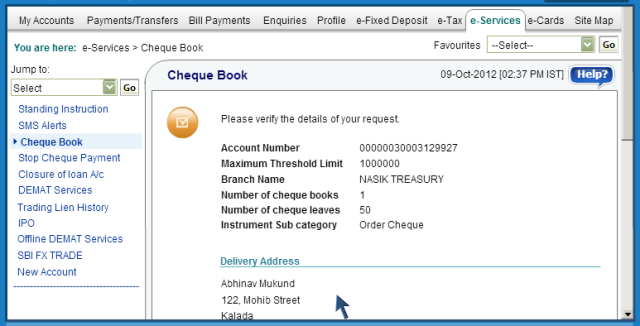 My Accounts Payments/Transfers Bill Payments Enquiries Profile e-Fixed Deposit e-Tax e-Services e-Cards Site Map
You are here: e-Services > Cheque Book Favourites --Select-- Go
Jump to:
Select Go
Standing Instruction
SMS Alerts
Cheque Book
Stop Cheque Payment
Closure of loan A/c
DEMAT Services
Trading Lien History
IPO
Offline DEMAT Services
SBI FX TRADE
New Account
Cheque Book 09-Oct-2012 [02:37 PM IST] Help?
Please verify the details of your request.
Account Number 00000030003129927
Maximum Threshold Limit 1000000
Branch Name NASIK TREASURY
Number of cheque books 1
Number of cheque leaves 50
Instrument Sub category Order Cheque
Delivery Address
Abhinav Mukund
122, Mohib Street
Kalada